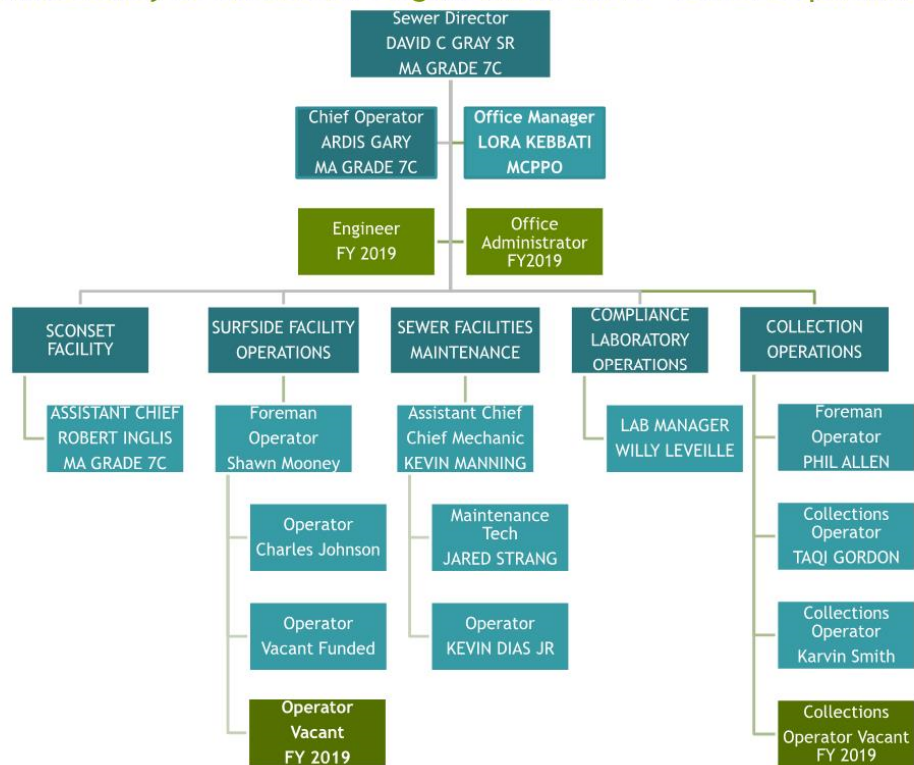 Sewer Director
DAVID C GRAY SR
MA GRADE 7C
Chief Operator
ARDIS GARY
MA GRADE 7C
Office Manager
LORA KEBBATI
MCPPO
Engineer
FY 2019
Office
Administrator
FY2019
SCONSET
FACILITY
SURFSIDE FACILITY
OPERATIONS
SEWER FACILITIES
MAINTENANCE
COMPLIANCE
LABORATORY
OPERATIONS
COLLECTION
OPERATIONS
ASSISTANT CHIEF
ROBERT INGLIS
MA GRADE 7C
Foreman
Operator
Shawn Mooney
Operator
Charles Johnson
Operator
Vacant Funded
Operator
Vacant
FY 2019
Assistant Chief
Chief Mechanic
KEVIN MANNING
Maintenance
Tech
JARED STRANG
Operator
KEVIN DIAS JR
LAB MANAGER
WILLY LEVEILLE
Foreman
Operator
PHIL ALLEN
Collections
Operator
TAQI GORDON
Collections
Operator
Karvin Smith
Collections
Operator Vacant
FY 2019